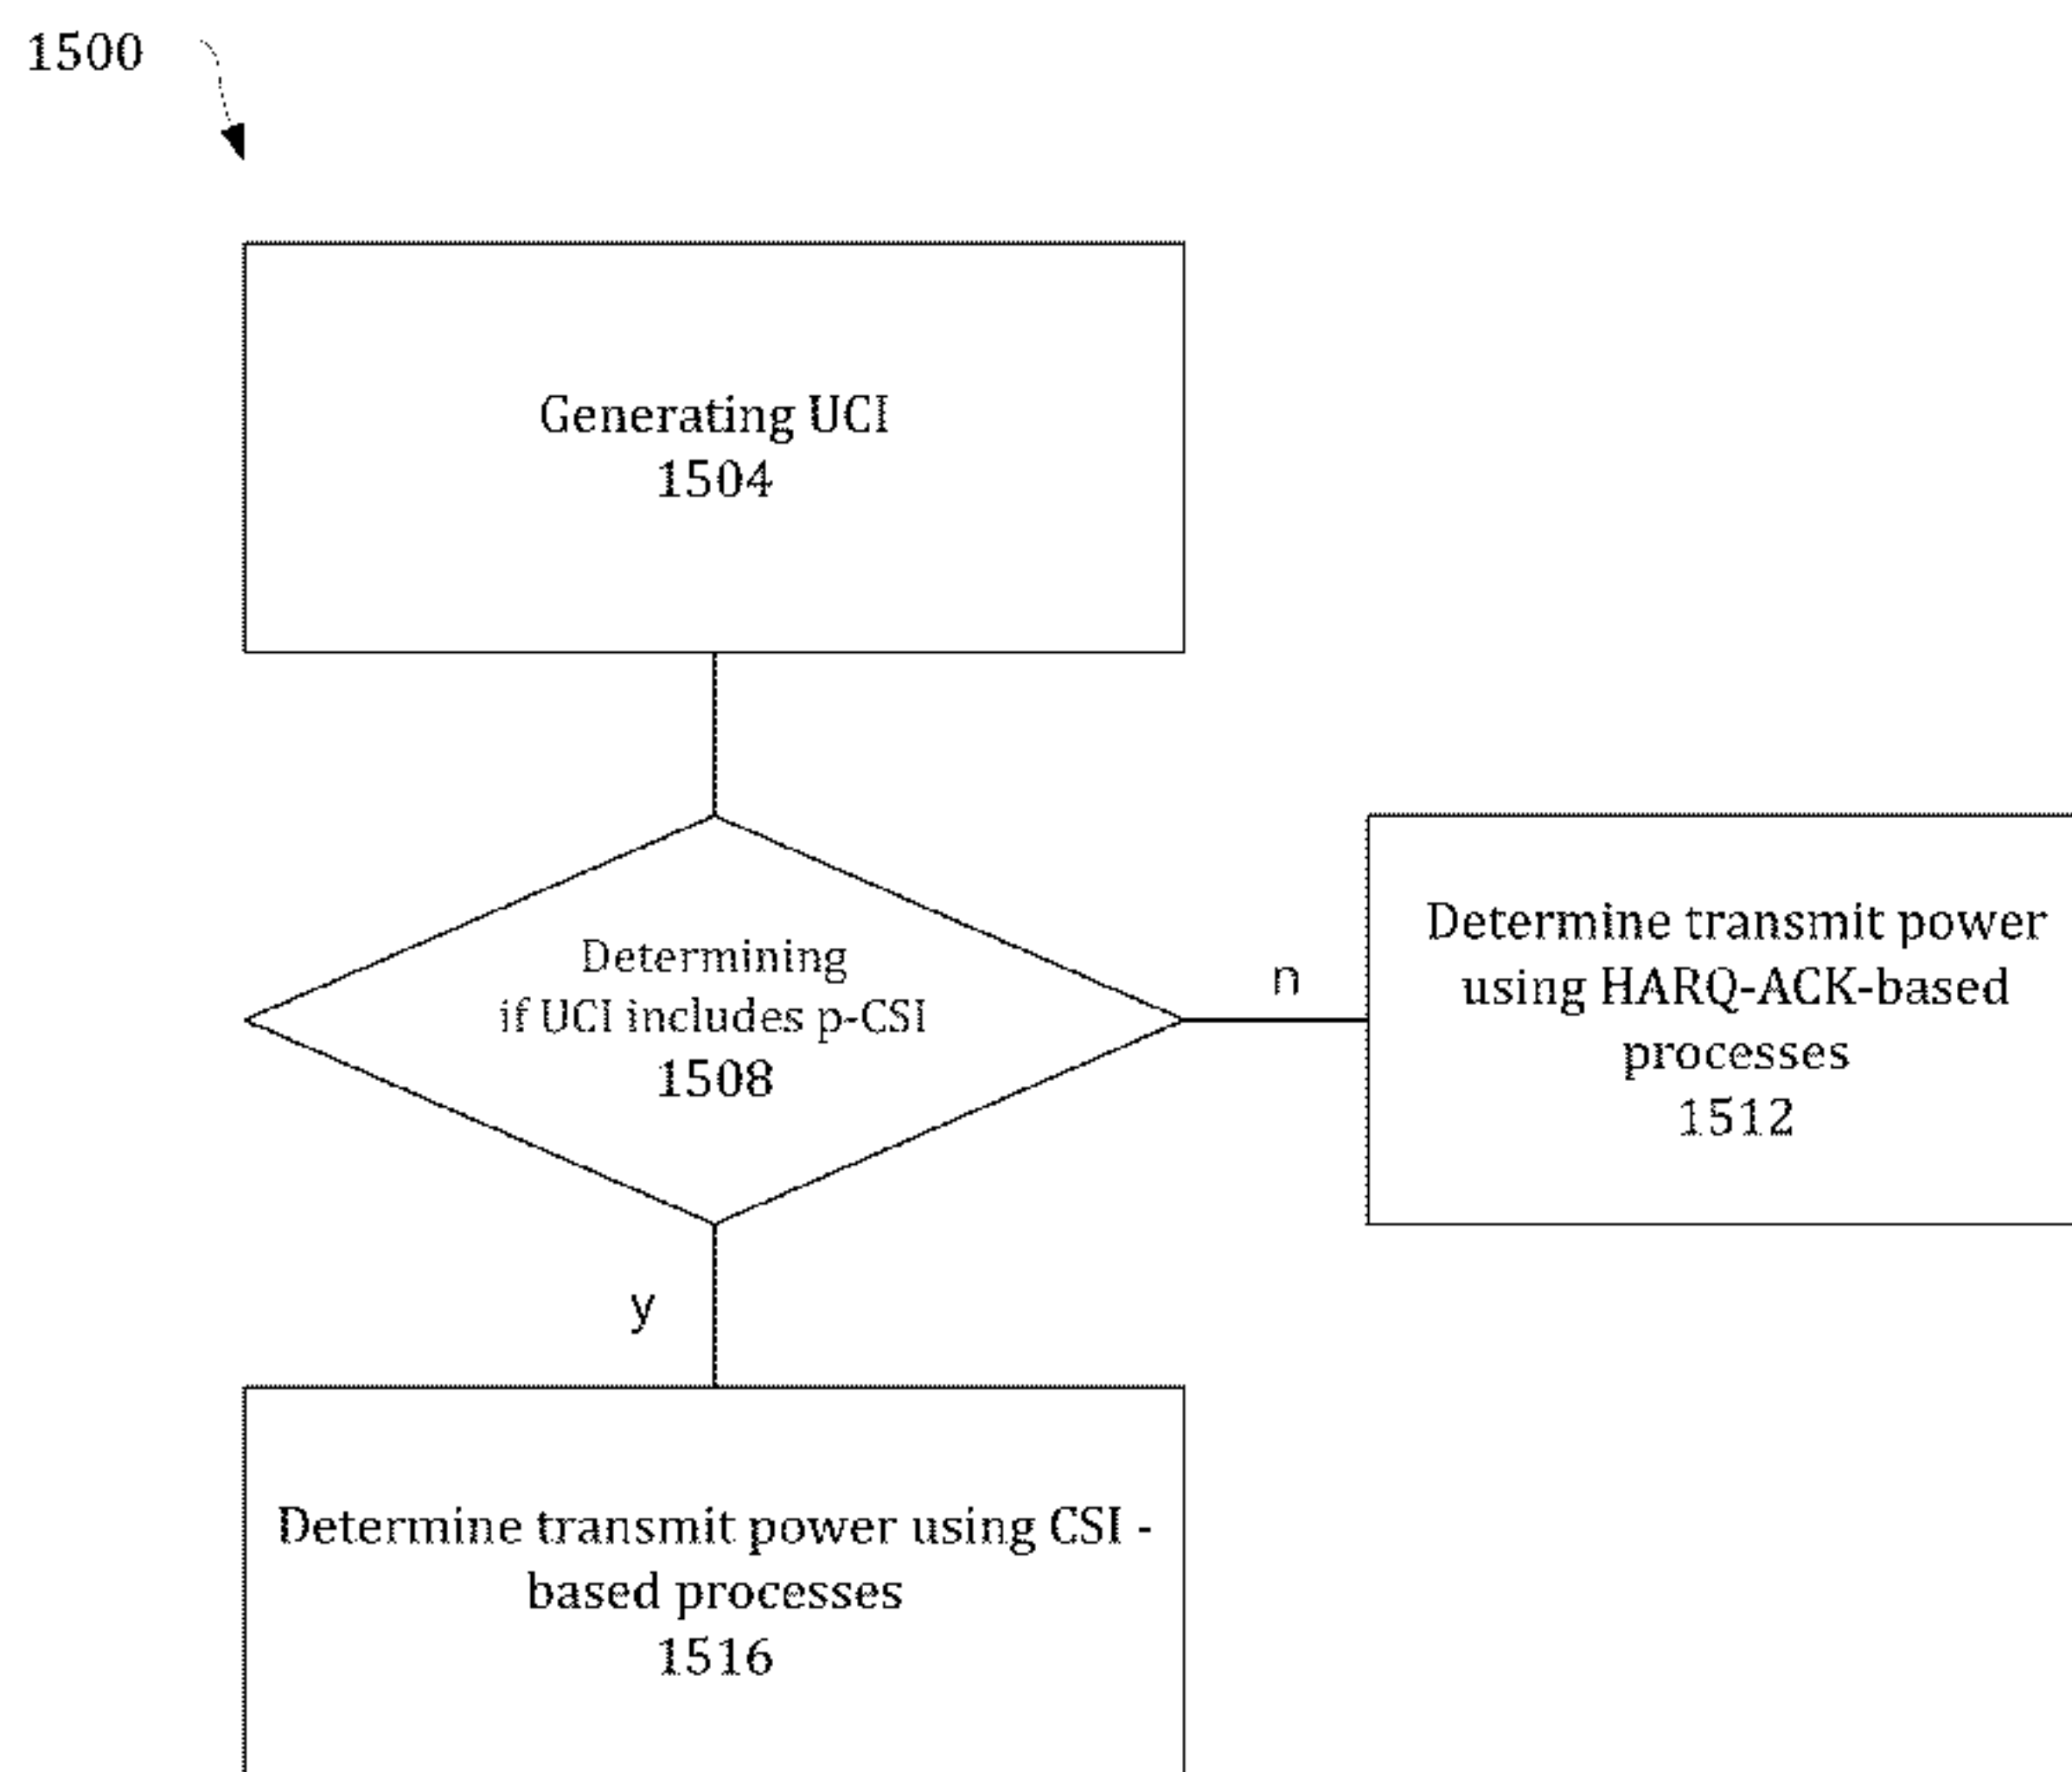 1500
Generating UCI
1504
Determining
if UCI includes p-CSI
1508
n
Determine transmit power
using HARQ-ACK-based
processes
1512
y
Determine transmit power using CSI -
based processes
1516